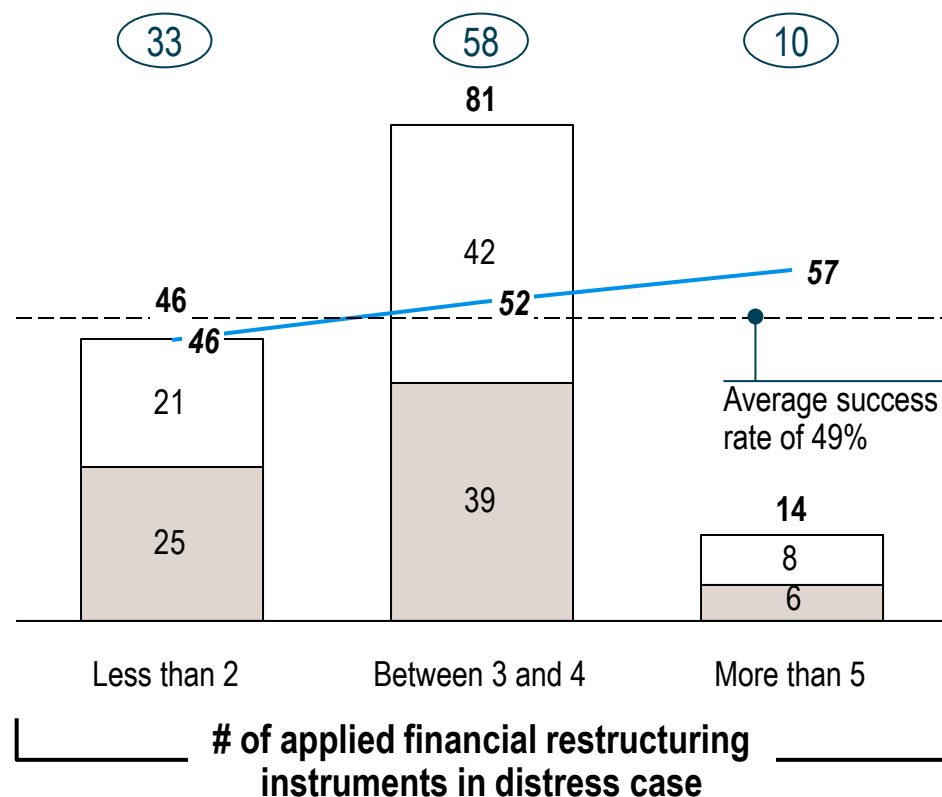 33 58 10
81
42
57
46
52
46
21
Average success
rate of 49%
39
14
25
8
6
Less than 2 Between 3 and 4 More than 5
# of applied financial restructuring
instruments in distress case